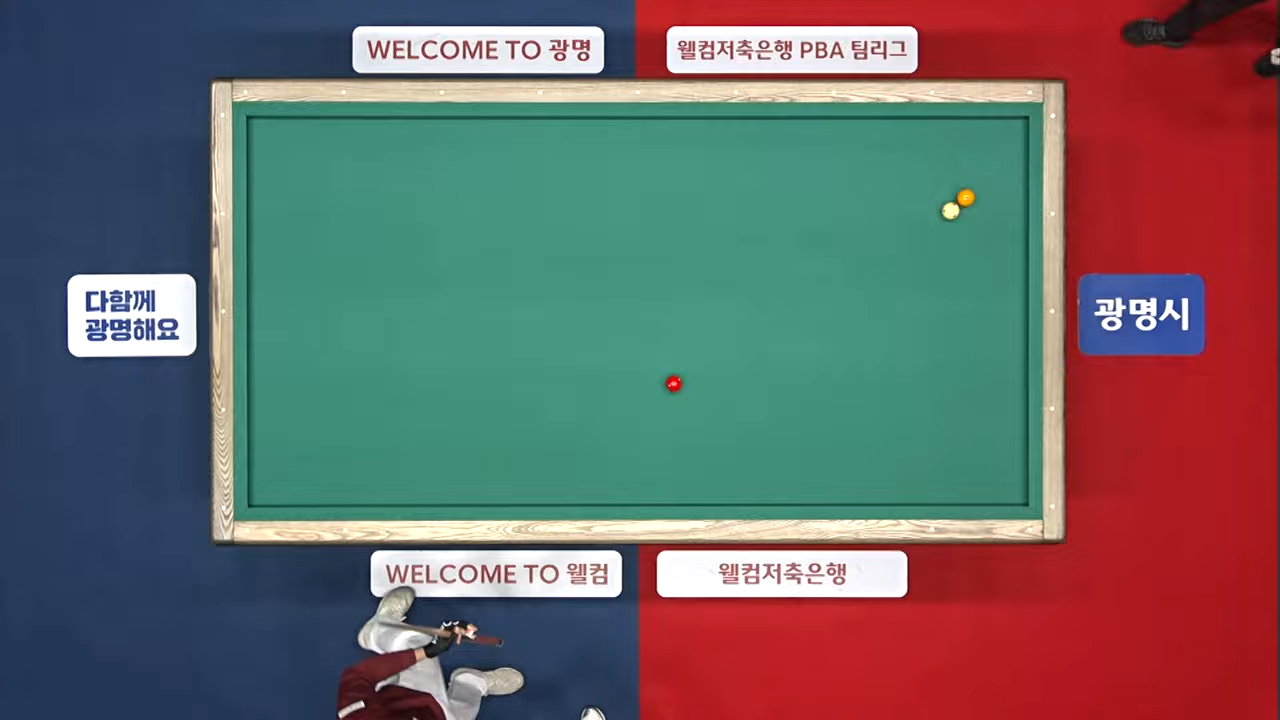 WELCOME TO 광명
웰컴저축은행 PBA 팀리그
다함께
광명해요
광명시
WELCOME TO 웰컴
웰컴저축은행